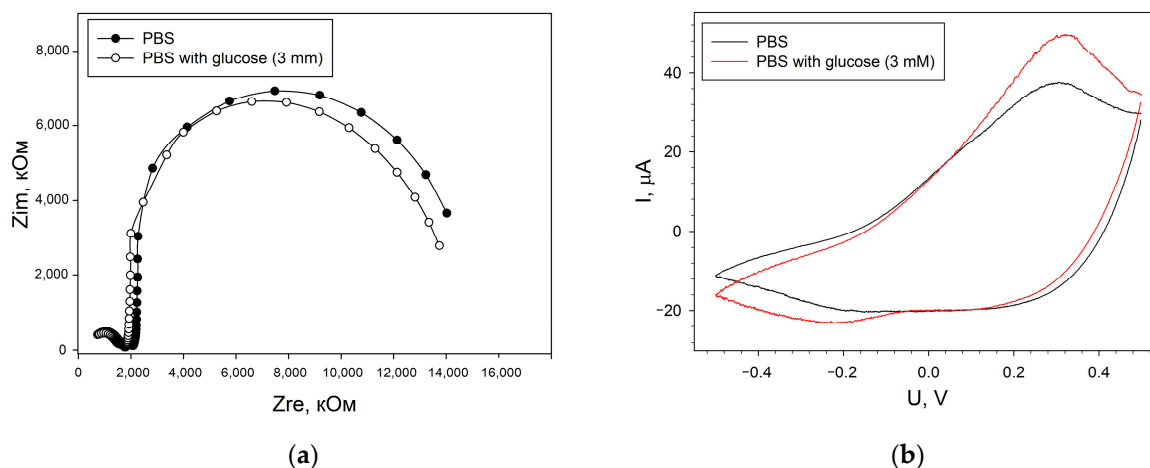 PBS
PBS with glucose (3 mm)
8,000
6,000
4,000
2,000
0
Zim, кОм
0 2,000 4,000 6,000 8,000 10,000 12,000 14,000 16,000
Zre, кОм
(a)
PBS
PBS with glucose (3 mM)
40
20
0
−20
I, μA
−0.4 −0.2 0.0 0.2 0.4
U, V
(b)